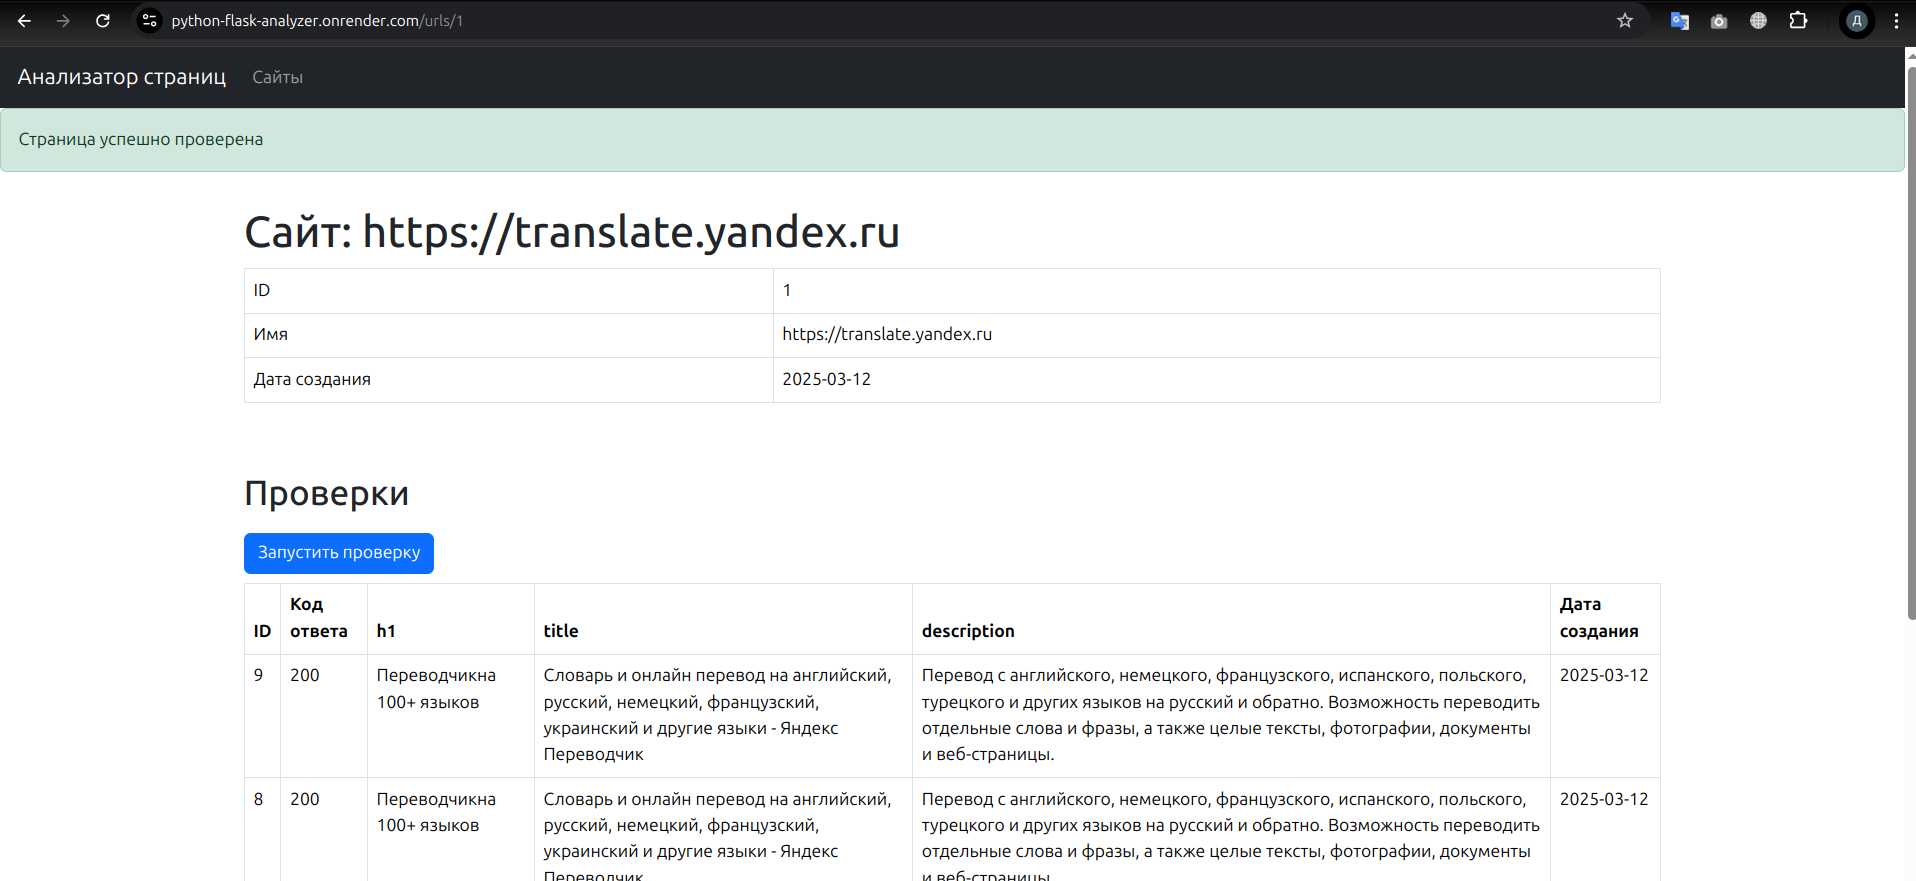 python-flask-analyzer.onrender.com/urls/1
Д
Анализатор страниц Сайты
Страница успешно проверена
Сайт: https://translate.yandex.ru
ID 1
Имя https://translate.yandex.ru
Дата создания 2025-03-12
Проверки
Запустить проверку
ID Код ответа h1 title description Дата создания
9 200 Переводчикна 100+ языков Словарь и онлайн перевод на английский, русский, немецкий, французский, украинский и другие языки - Яндекс Переводчик Перевод с английского, немецкого, французского, испанского, польского, турецкого и других языков на русский и обратно. Возможность переводить отдельные слова и фразы, а также целые тексты, фотографии, документы и веб-страницы. 2025-03-12
8 200 Переводчикна 100+ языков Словарь и онлайн перевод на английский, русский, немецкий, французский, украинский и другие языки - Яндекс Переводчик Перевод с английского, немецкого, французского, испанского, польского, турецкого и других языков на русский и обратно. Возможность переводить отдельные слова и фразы, а также целые тексты, фотографии, документы и веб-страницы. 2025-03-12